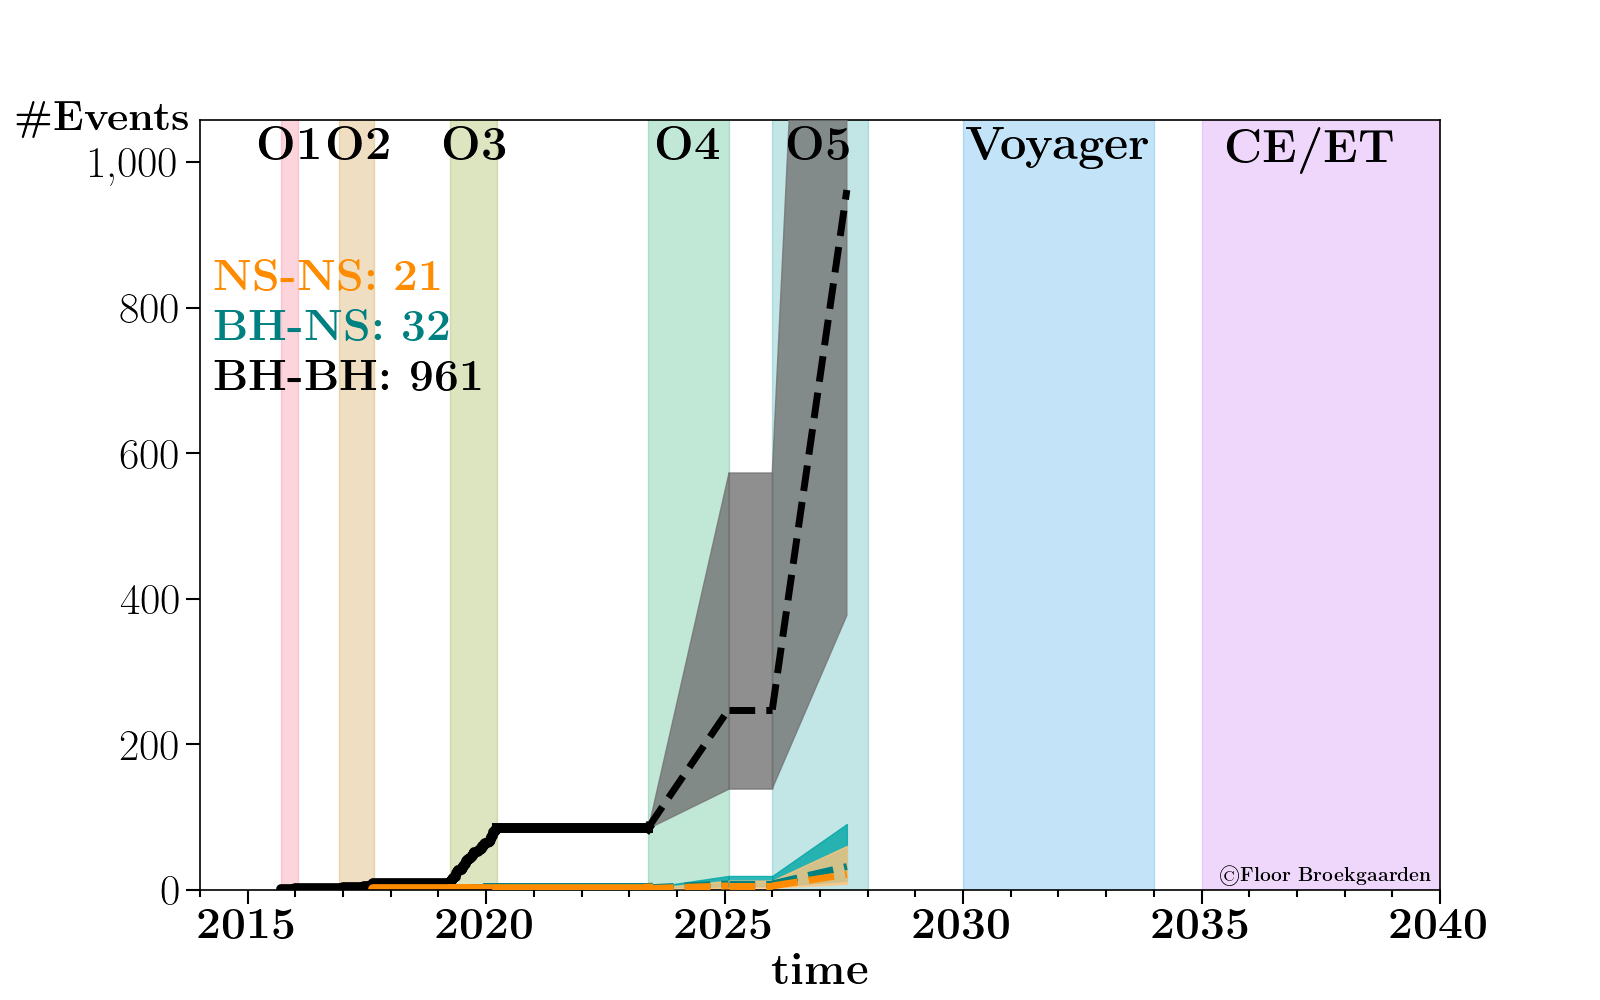 #Events
O1 O2 O3 O4 O5 Voyager CE/ET
1,000
800
600
400
200
0
NS-NS: 21
BH-NS: 32
BH-BH: 961
©Floor Broekgaarden
2015 2020 2025 2030 2035 2040
time